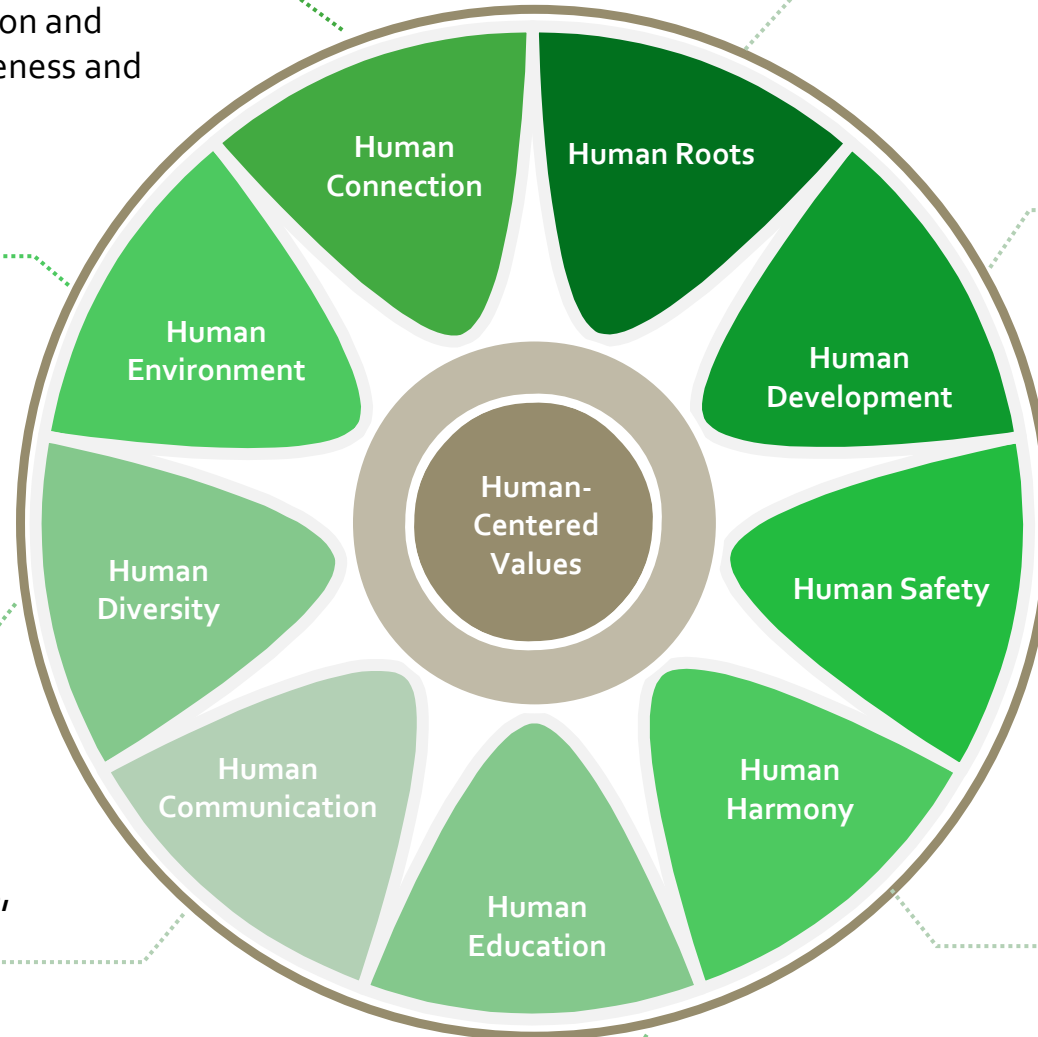 on and
eness and
Human
Connection
Human Roots
Human
Environment
Human
Development
Human-
Centered
Values
Human
Diversity
Human Safety
Human
Communication
Human
Harmony
Human
Education
,